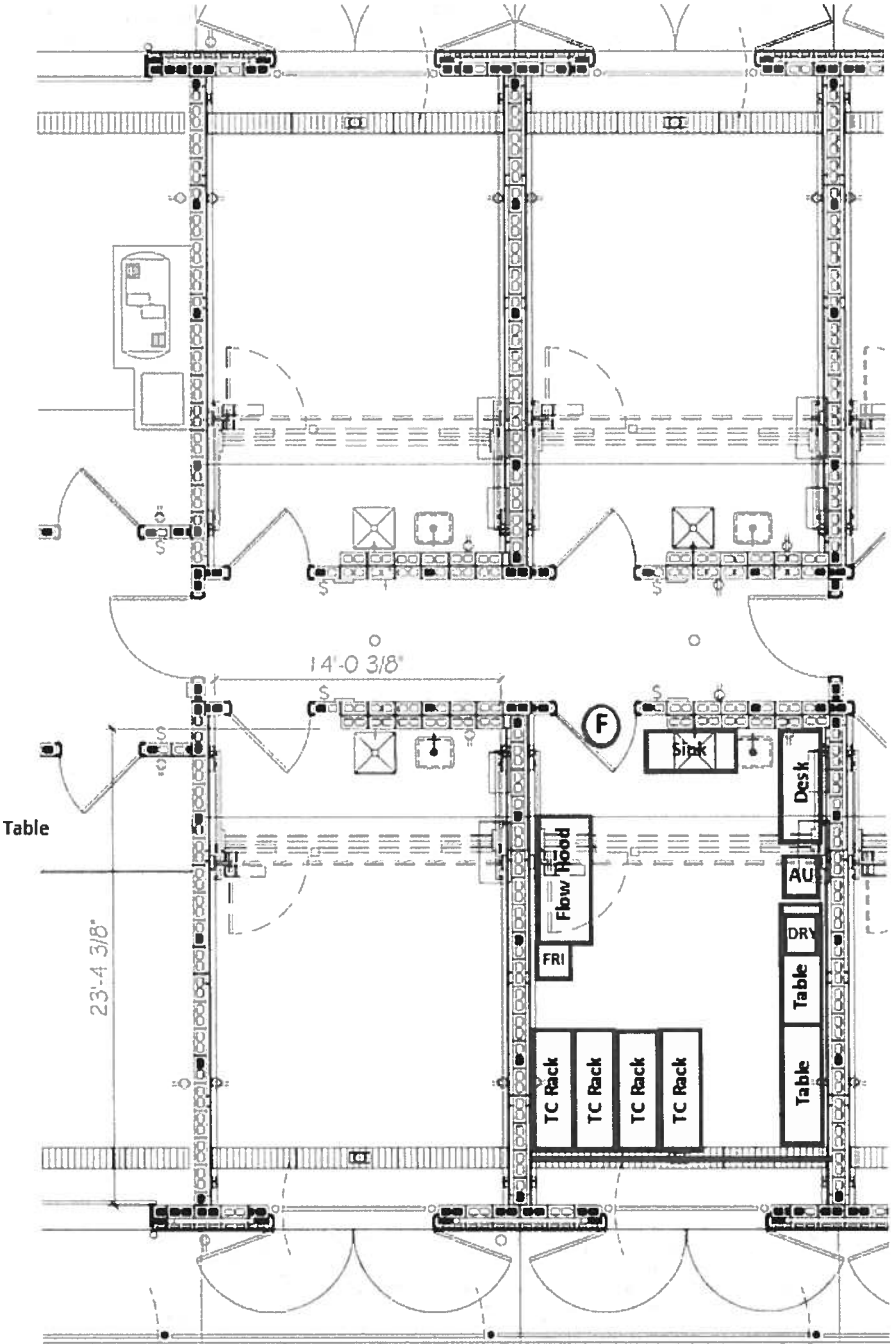 $
$
$
14'-0 3/8"
$
$
F
$
Sink
Desk
Table
Flow Hood
AU
23'-4 3/8"
DRY
FRI
Table
TC Rack
TC Rack
TC Rack
TC Rack
Table